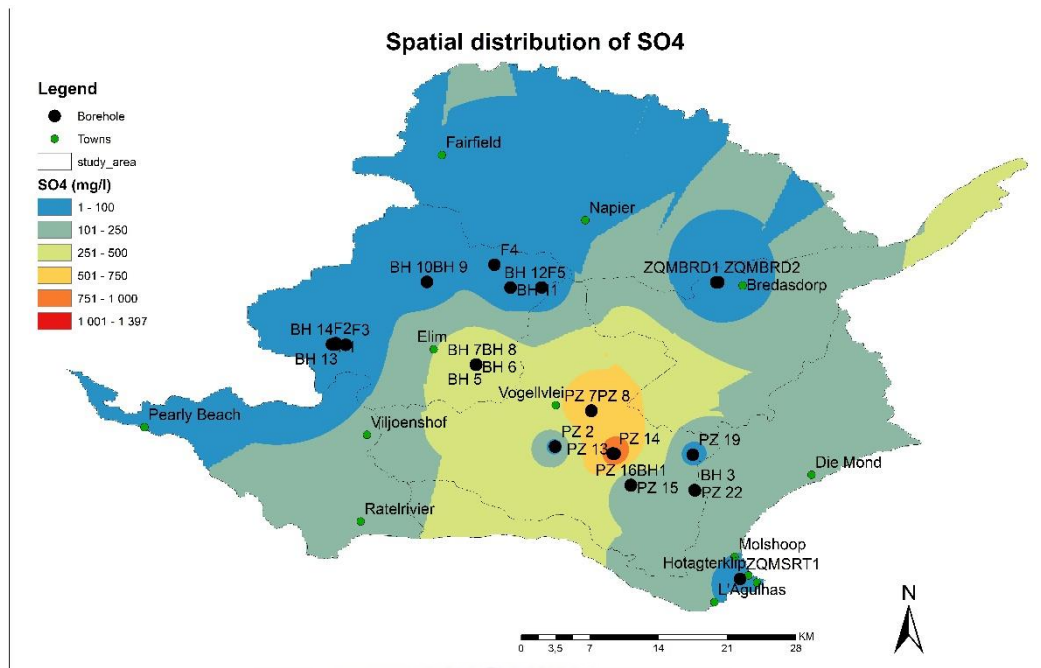 Spatial distribution of SO4
Legend
Borehole
Towns
study_area
SO4 (mg/l)
1 - 100
101 - 250
251 - 500
501 - 750
751 - 1 000
1 001 - 1 397
Fairfield
Napier
F4
BH 10BH 9
BH 12F5
BH 11
ZQMBRD1 ZQMBRD2
Bredasdorp
BH 14F2F3
BH 13
Elim
BH 7BH 8
BH 6
BH 5
Vogellvlei
PZ 7PZ 8
Pearly Beach
Viljoenshof
PZ 2
PZ 13
PZ 14
PZ 19
PZ 16BH1
PZ 15
BH 3
PZ 22
Die Mond
Ratelrivier
Molshoop
HotagterklipZQMSRT1
L'Agulhas
N
KM
0 3,5 7 14 21 28